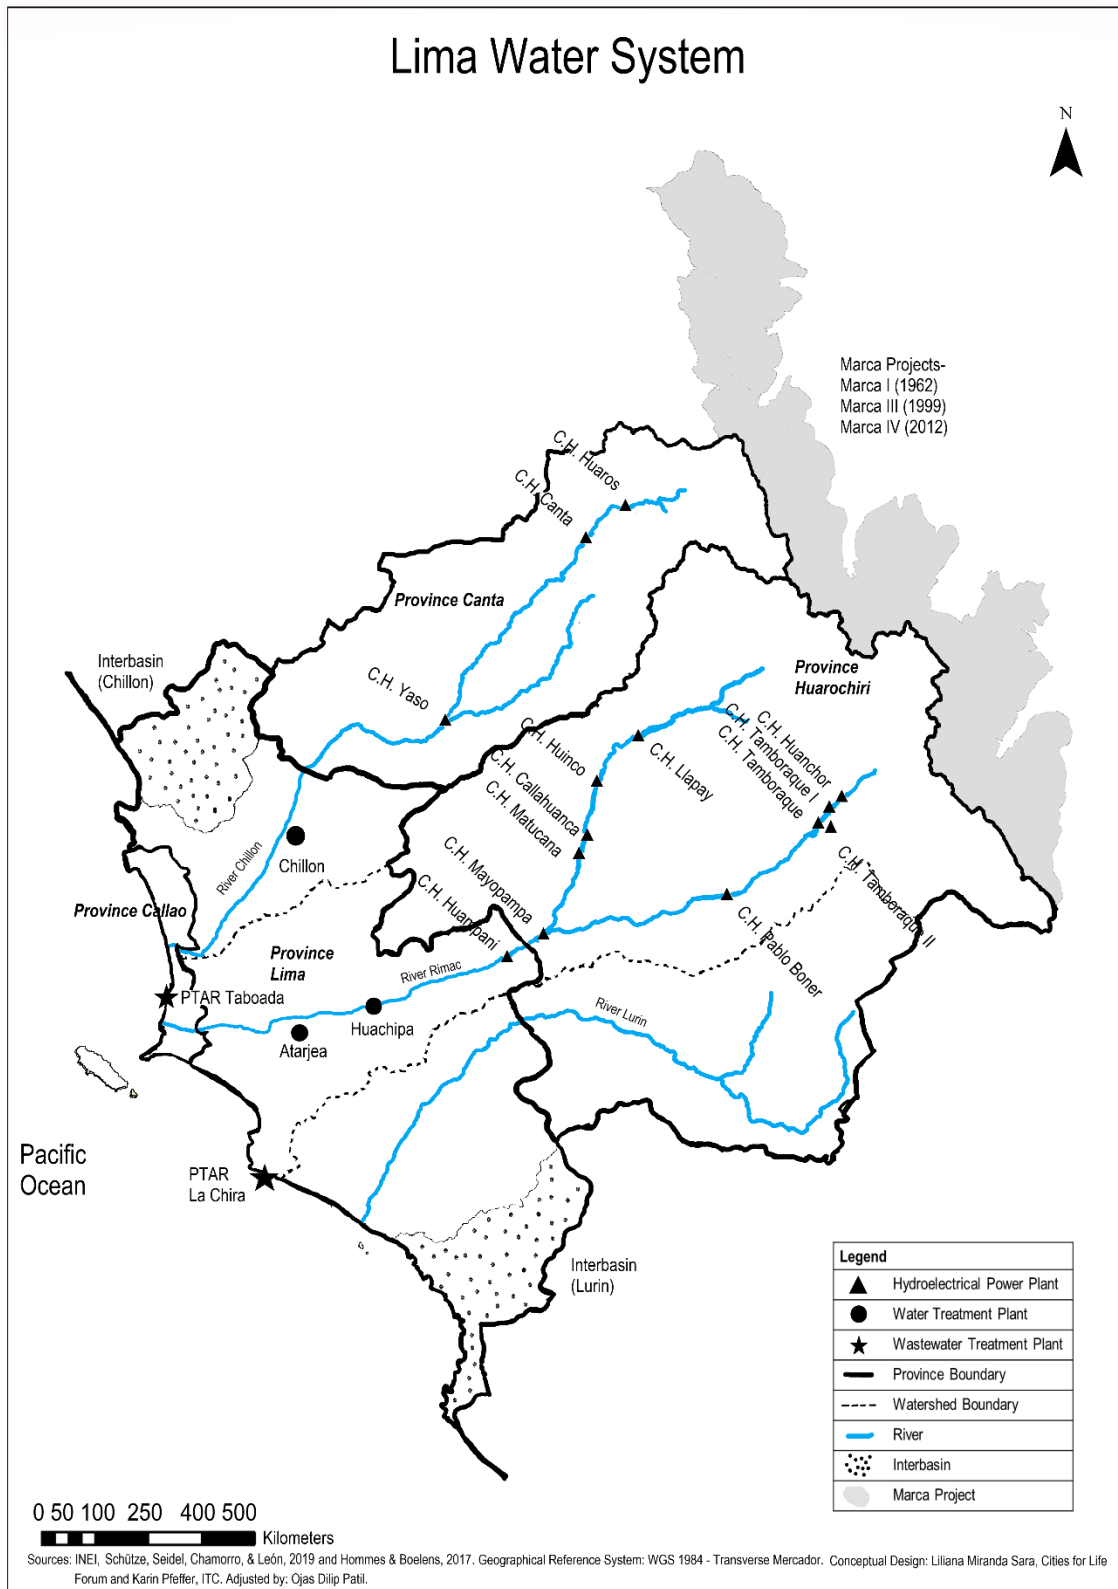 Lima Water System
N
Marca Projects-
Marca I (1962)
Marca III (1999)
Marca IV (2012)
C.H. Huaros
C.H. Canta
Province Canta
Interbasin
(Chillon)
C.H. Yaso
Province
Huarochiri
C.H. Huinco
C.H. Callahuanca
C.H. Matucana
C.H. Mayopampa
C.H. Huampani
C.H. Llapay
C.H. Huanchor
C.H. Tamboraque I
C.H. Tamboraque
C.H. Tamboraque II
C.H. Pablo Boner
River Chillon
Chillon
Province Callao
Province
Lima
River Rimac
PTAR Taboada
Huachipa
Atarjea
River Lurin
Pacific
Ocean
PTAR
La Chira
Interbasin
(Lurin)
Legend
Hydroelectrical Power Plant
Water Treatment Plant
Wastewater Treatment Plant
Province Boundary
Watershed Boundary
River
Interbasin
Marca Project
0 50 100 250 400 500
Kilometers
Sources: INEI, Schütze, Seidel, Chamorro, & León, 2019 and Hommes & Boelens, 2017. Geographical Reference System: WGS 1984 - Transverse Mercador. Conceptual Design: Liliana Miranda Sara, Cities for Life
Forum and Karin Pfeffer, ITC. Adjusted by: Ojas Dilip Patil.